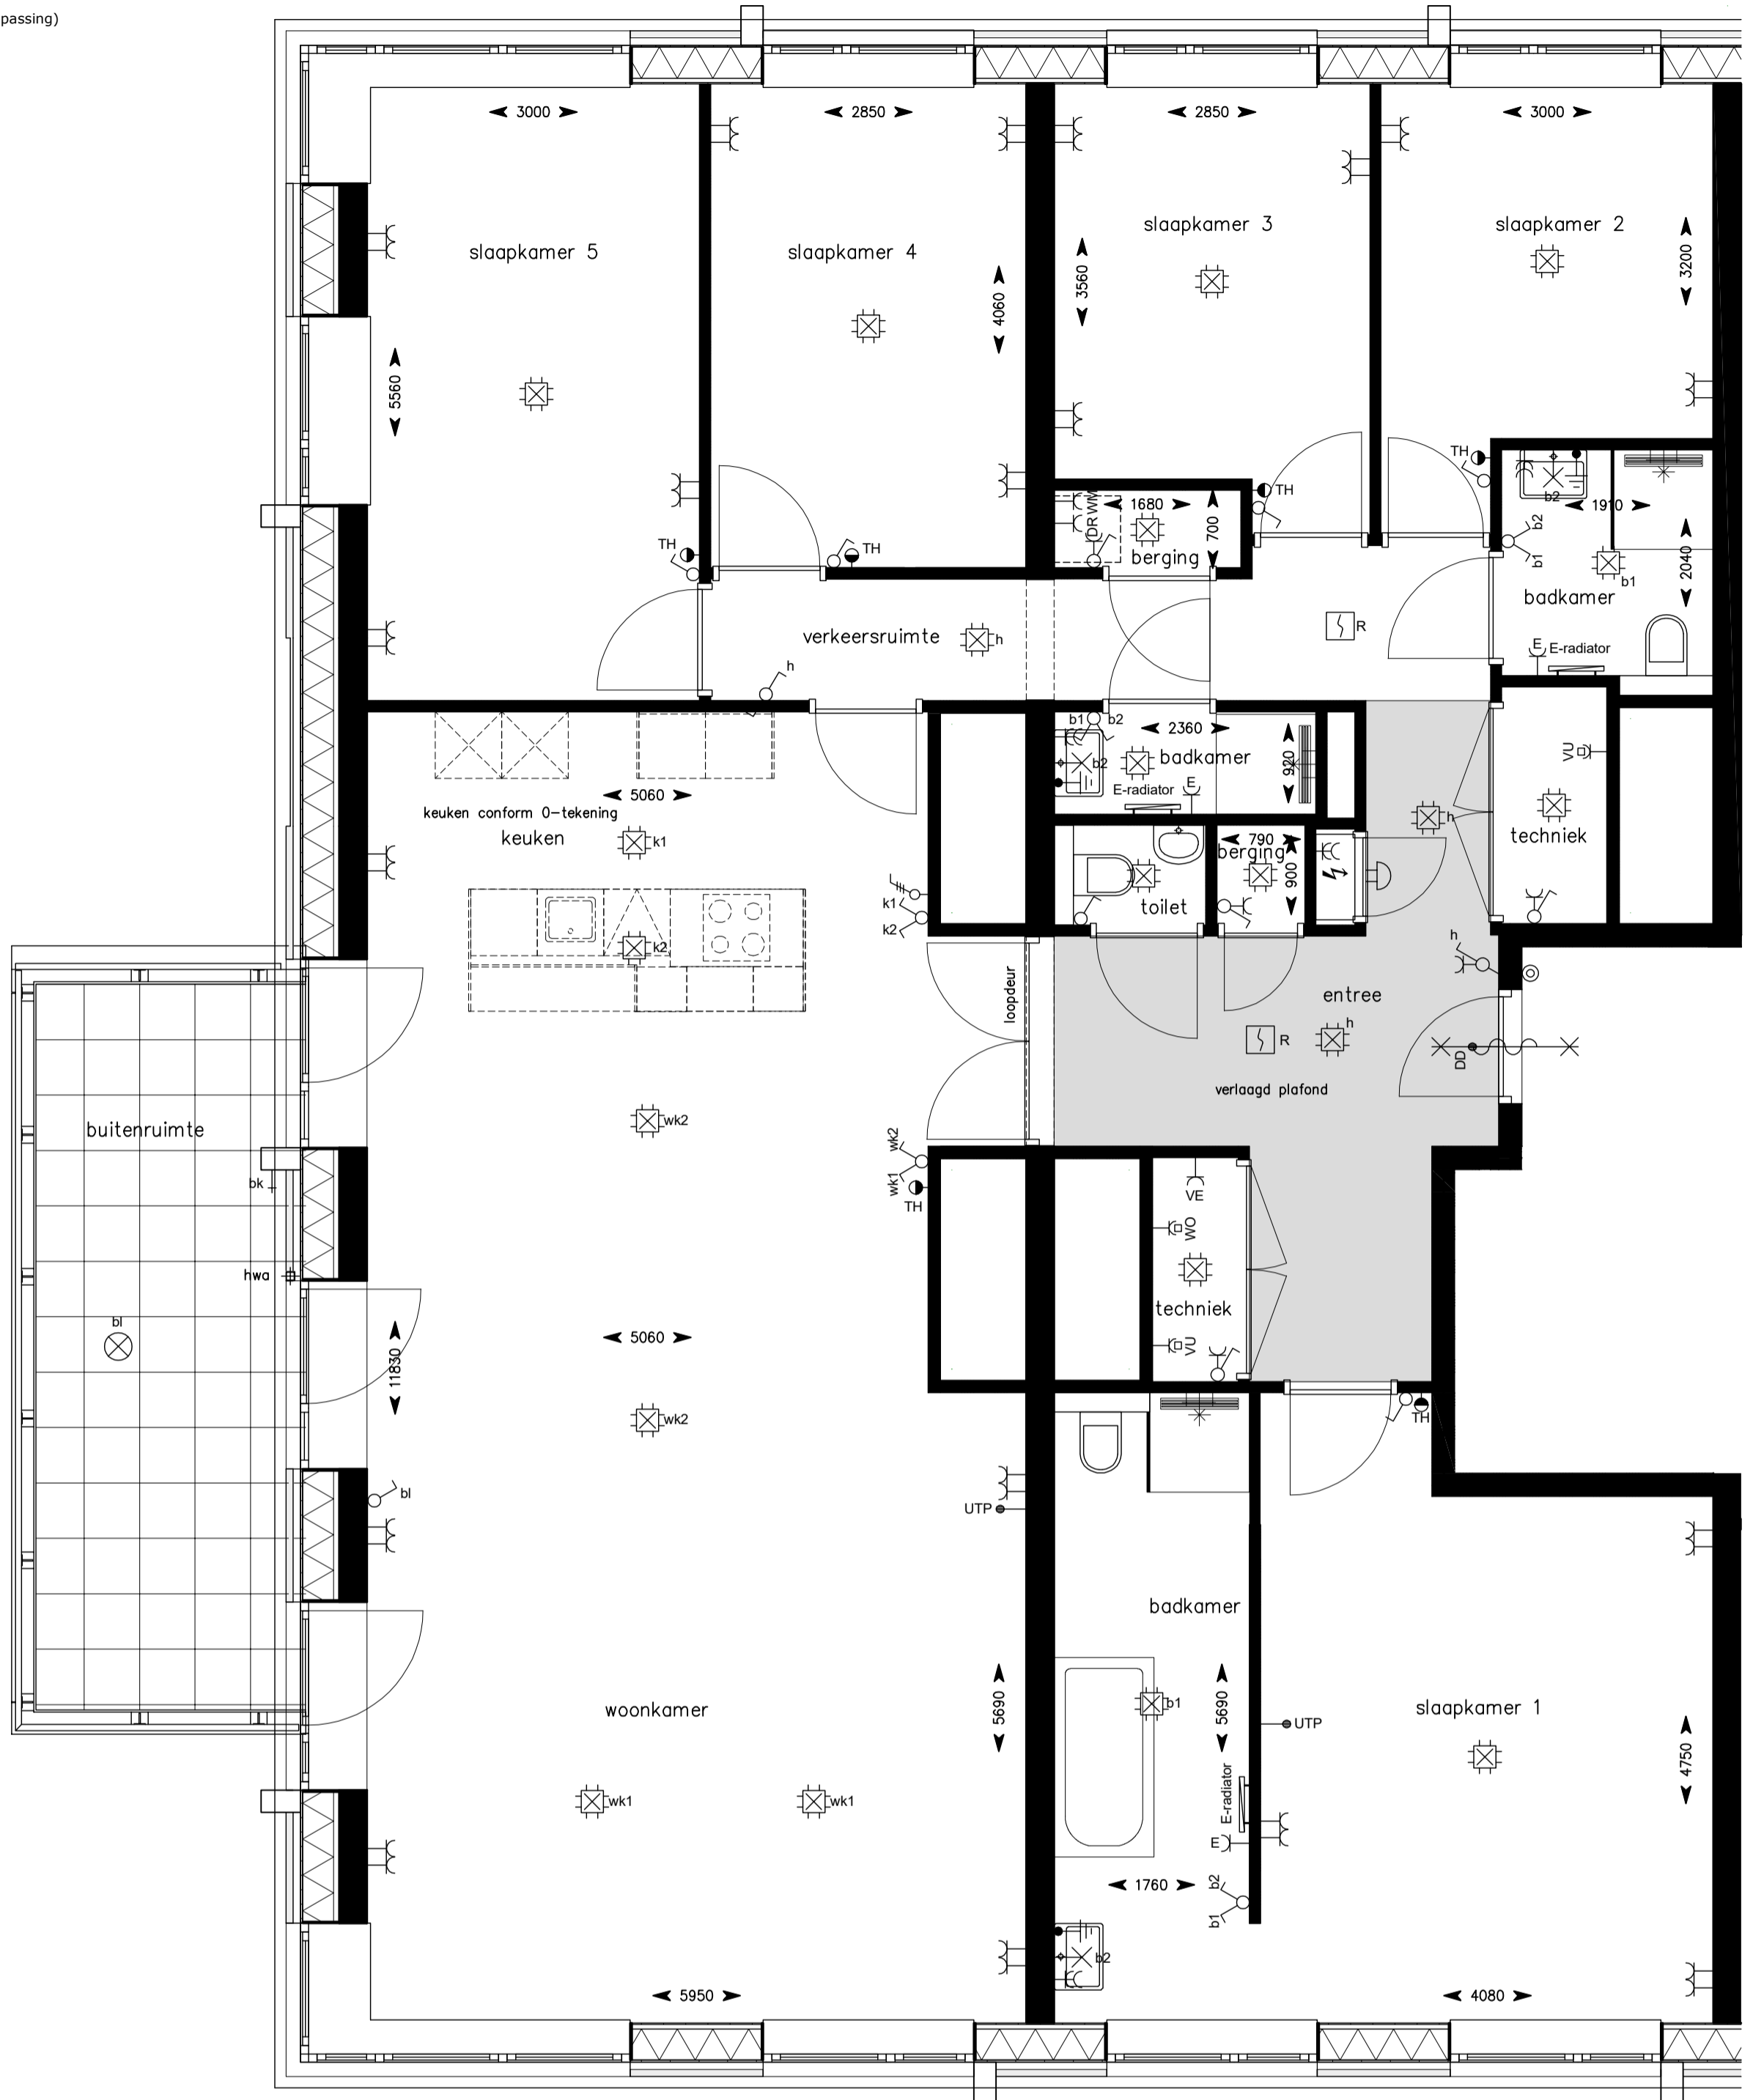 passing)
3000
2850
2850
3000
slaapkamer 5
slaapkamer 4
slaapkamer 3
slaapkamer 2
3560
3200
4060
5560
TH
TH
TH
TH
DR
WM
1680
700
berging
b2
1910
b2
b1
b1
2040
badkamer
E
E-radiator
verkeersruimte
h
h
R
b1
b2
2360
b2
badkamer
920
E-radiator
E
VU
techniek
h
5060
keuken conform 0-tekening
keuken
k1
k1
k2
k2
790
berging
900
toilet
loopdeur
h
entree
h
R
DD
verlaagd plafond
buitenruimte
wk2
wk2
wk1
TH
bk
hwa
bl
VE
WO
techniek
VU
5060
11830
wk2
TH
bl
UTP
badkamer
woonkamer
5690
b1
5690
UTP
slaapkamer 1
4750
wk1
wk1
E-radiator
E
1760
b2
b1
b2
5950
4080